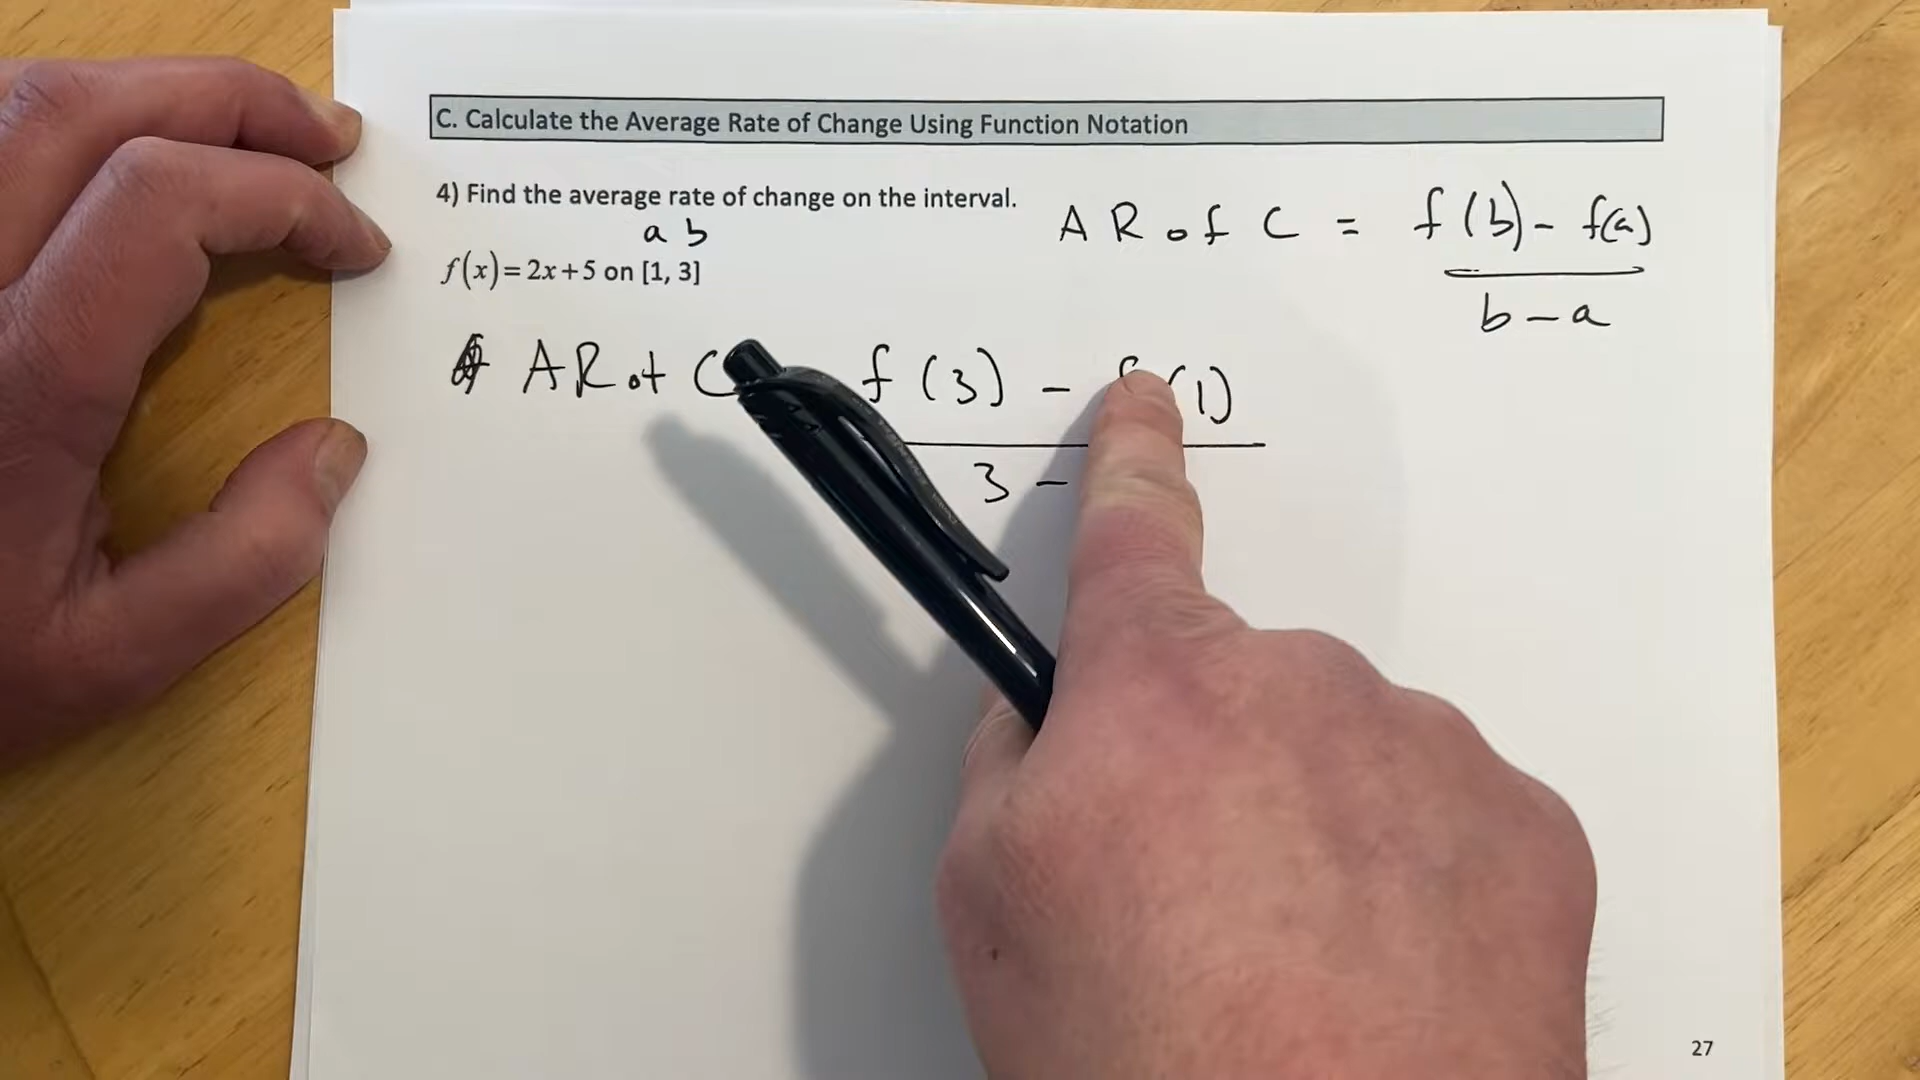 C. Calculate the Average Rate of Change Using Function Notation
4) Find the average rate of change on the interval.
a b
f(x)=2x+5 on [1, 3]
A R of C = f(b) - f(a)
b - a
AR of C f (3) - f (1)
3 -
27